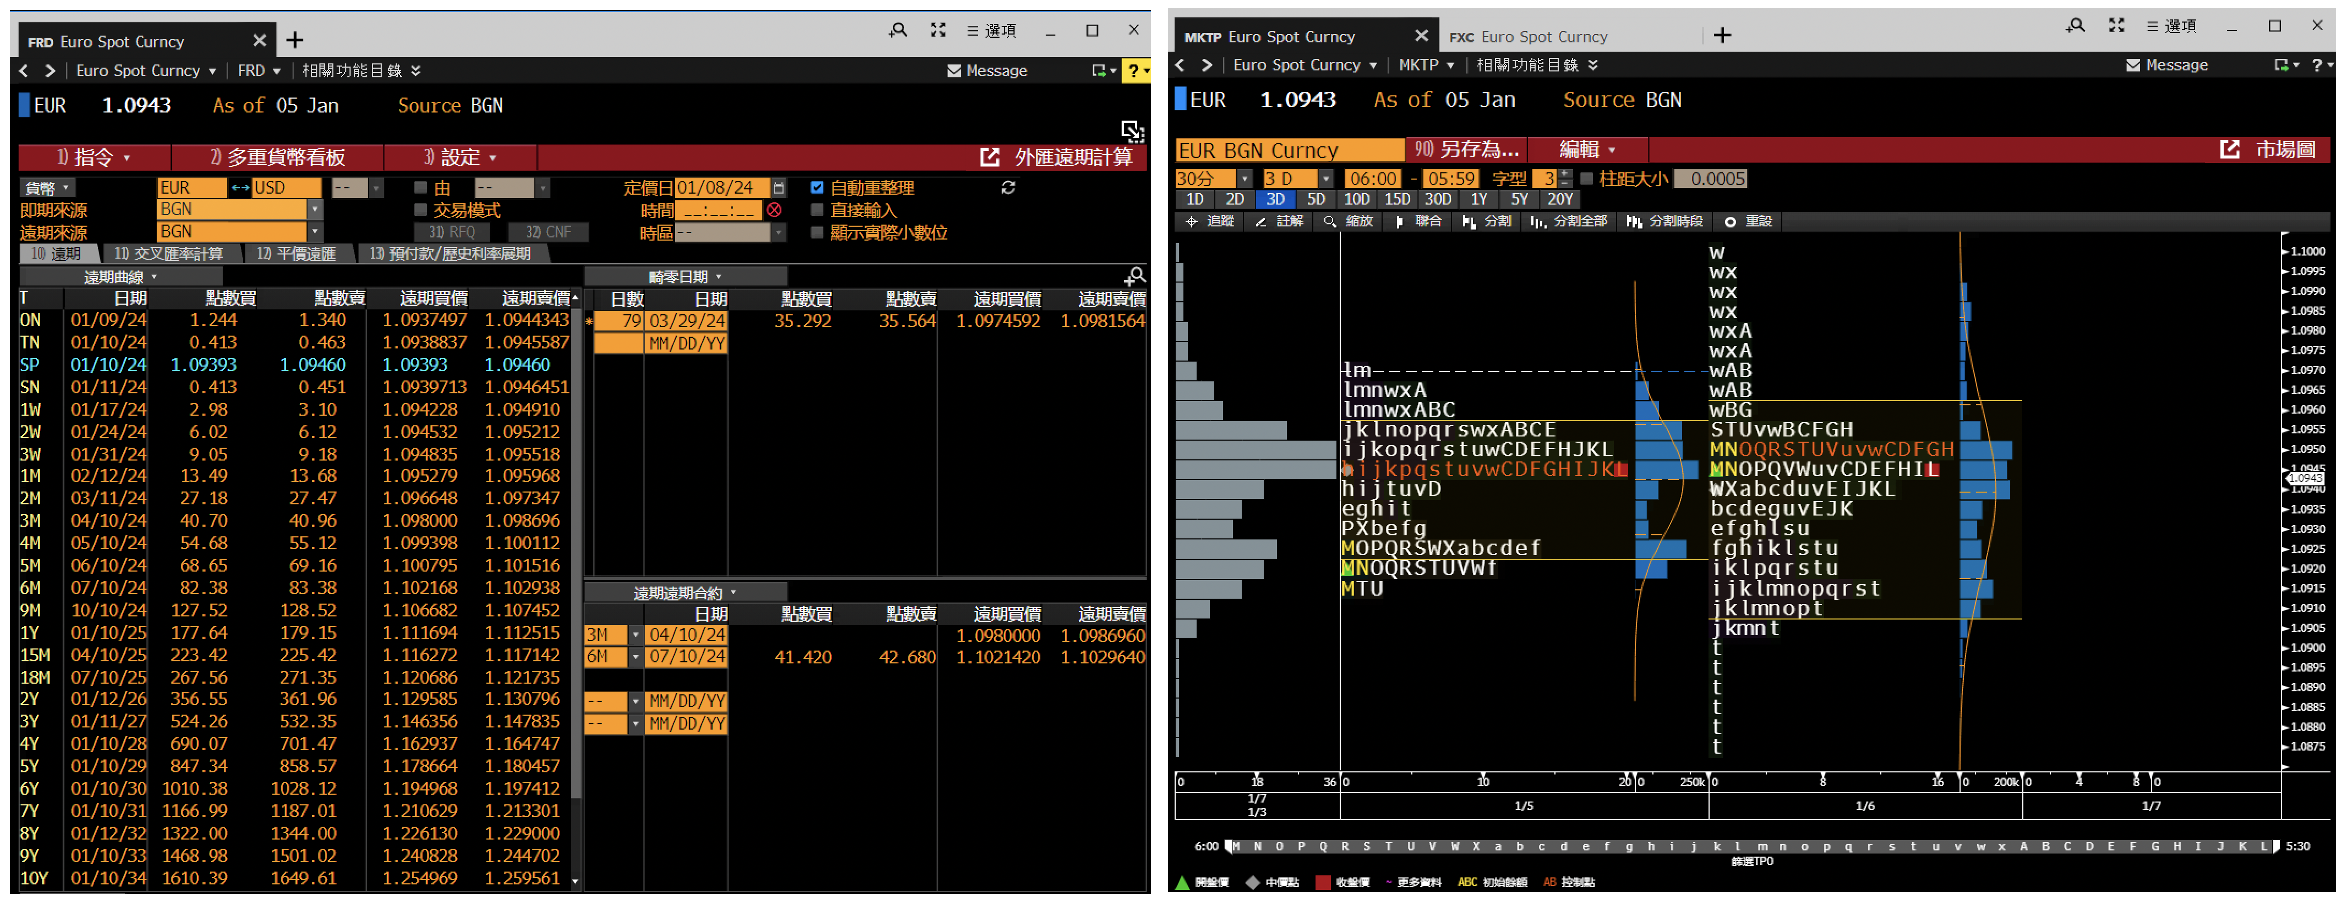 FRD Euro Spot Curncy
選項
Euro Spot Curncy FRD 相關功能目錄
Message
?
EUR 1.0943 As of 05 Jan Source BGN
1) 指令 2) 多重貨幣看板 3) 設定 外匯遠期計算
貨幣 EUR USD -- 由 -- 定價日 01/08/24 自動重整理
即期來源 BGN 交易模式 時間 __:__:__ 直接輸入
遠期來源 BGN 31) RFQ 32) CNF 時區 -- 顯示實際小數位
10) 遠期 11) 交叉匯率計算 12) 平價遠匯 13) 預付款/歷史利率展期
遠期曲線
T 日期 點數買 點數賣 遠期買價 遠期賣價
ON 01/09/24 1.244 1.340 1.0937497 1.0944343
TN 01/10/24 0.413 0.463 1.0938837 1.0945587
SP 01/10/24 1.09393 1.09460 1.09393 1.09460
SN 01/11/24 0.413 0.451 1.0939713 1.0946451
1W 01/17/24 2.98 3.10 1.094228 1.094910
2W 01/24/24 6.02 6.12 1.094532 1.095212
3W 01/31/24 9.05 9.18 1.094835 1.095518
1M 02/12/24 13.49 13.68 1.095279 1.095968
2M 03/11/24 27.18 27.47 1.096648 1.097347
3M 04/10/24 40.70 40.96 1.098000 1.098696
4M 05/10/24 54.68 55.12 1.099398 1.100112
5M 06/10/24 68.65 69.16 1.100795 1.101516
6M 07/10/24 82.38 83.38 1.102168 1.102938
9M 10/10/24 127.52 128.52 1.106682 1.107452
1Y 01/10/25 177.64 179.15 1.111694 1.112515
15M 04/10/25 223.42 225.42 1.116272 1.117142
18M 07/10/25 267.56 271.35 1.120686 1.121735
2Y 01/12/26 356.55 361.96 1.129585 1.130796
3Y 01/11/27 524.26 532.35 1.146356 1.147835
4Y 01/10/28 690.07 701.47 1.162937 1.164747
5Y 01/10/29 847.34 858.57 1.178664 1.180457
6Y 01/10/30 1010.38 1028.12 1.194968 1.197412
7Y 01/10/31 1166.99 1187.01 1.210629 1.213301
8Y 01/12/32 1322.00 1344.00 1.226130 1.229000
9Y 01/10/33 1468.98 1501.02 1.240828 1.244702
10Y 01/10/34 1610.39 1649.61 1.254969 1.259561
畸零日期
日數 日期 點數買 點數賣 遠期買價 遠期賣價
* 79 03/29/24 35.292 35.564 1.0974592 1.0981564
MM/DD/YY
遠期遠期合約
日期 點數買 點數賣 遠期買價 遠期賣價
3M 04/10/24 1.0980000 1.0986960
6M 07/10/24 41.420 42.680 1.1021420 1.1029640
-- MM/DD/YY
-- MM/DD/YY
MKTP Euro Spot Curncy FXC Euro Spot Curncy
選項
Euro Spot Curncy MKTP 相關功能目錄
Message
?
EUR 1.0943 As of 05 Jan Source BGN
EUR BGN Curncy 90) 另存為... 編輯 市場圖
30分 3 D 06:00 - 05:59 字型 3 柱距大小 0.0005
1D 2D 3D 5D 10D 15D 30D 1Y 5Y 20Y
追蹤 註解 縮放 聯合 分割 分割全部 分割時段 重設
lm
lmnwxA
lmnwxABC
jklnopqrswxABCE
ijkopqrstuwCDEFHJKL
hijkpqstuvwCDFGHIJKL
hijtuvD
eghit
PXbefg
MOPQRSWXabcdef
MNOQRSTUVWf
MTU
w
wx
wx
wx
wxA
wxA
wAB
wAB
wBG
STUvwBCFGH
MNOQRSTUVuvwCDFGH
MNOPQVWuvCDEFHIL
WXabcduvEIJKL
bcdeguvEJK
efghlsu
fghiklstu
iklpqrstu
ijklmnopqrst
jklmnopt
jkmnt
t
t
t
t
t
t
1.1000
1.0995
1.0990
1.0985
1.0980
1.0975
1.0970
1.0965
1.0960
1.0955
1.0950
1.0945
1.0943
1.0940
1.0935
1.0930
1.0925
1.0920
1.0915
1.0910
1.0905
1.0900
1.0895
1.0890
1.0885
1.0880
1.0875
0 18 36 0 10 20 0 250k 0 8 16 0 200k 0 4 8 0
1/7
1/3
1/5 1/6 1/7
6:00 M N O P Q R S T U V W X a b c d e f g h i j k l m n o p q r s t u v w x A B C D E F G H I J K L 5:30
篩選TPO
開盤價 中價點 收盤價 ~ 更多資料 ABC 初始餘額 AB 控制點